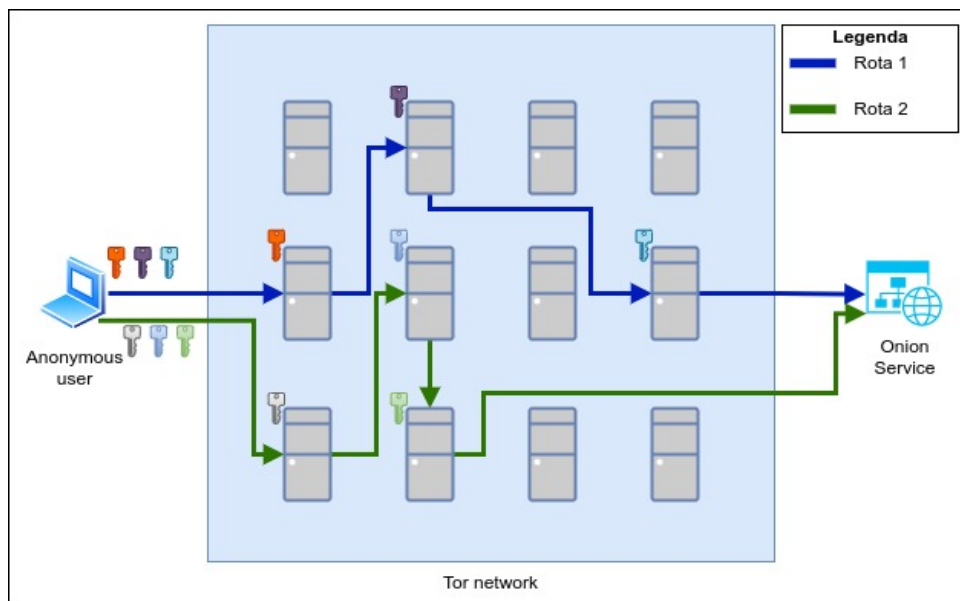 Legenda
Rota 1
Rota 2
Anonymous
user
Onion
Service
Tor network